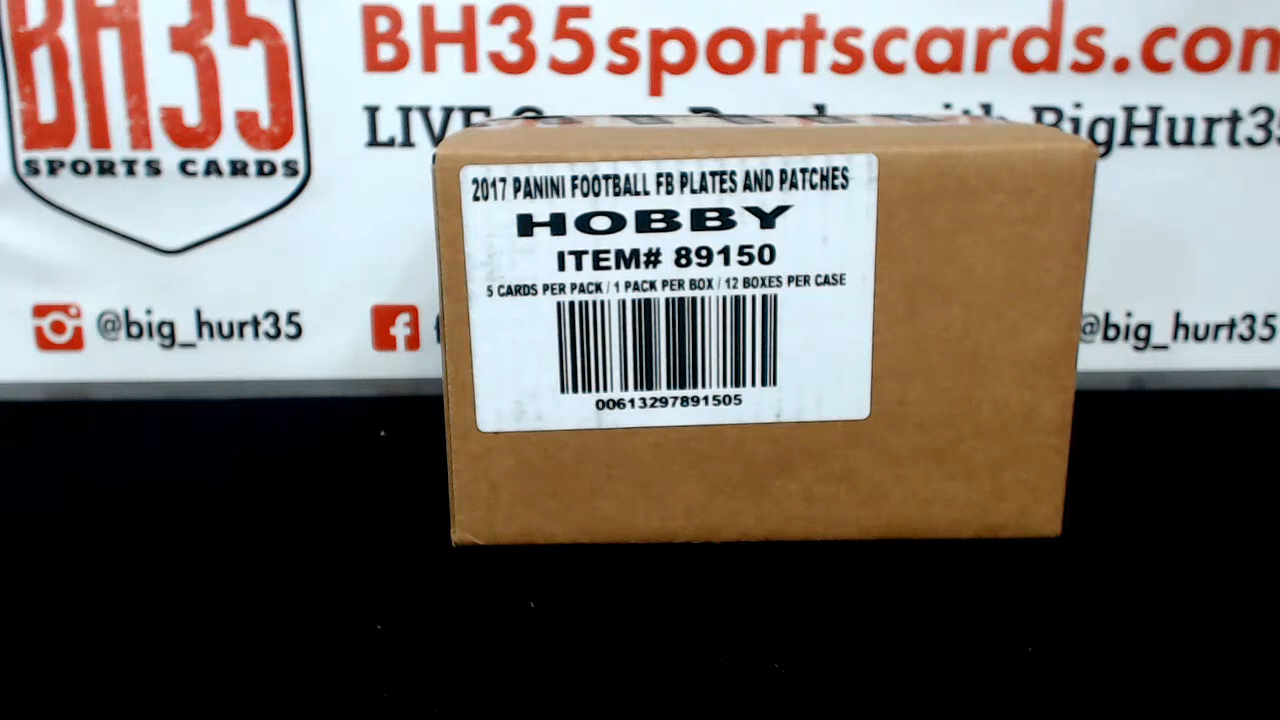 BH35
SPORTS CARDS
BH35sportscards.com
LIVE
BigHurt35
@big_hurt35
f
@big_hurt35
2017 PANINI FOOTBALL FB PLATES AND PATCHES
HOBBY
ITEM# 89150
5 CARDS PER PACK / 1 PACK PER BOX / 12 BOXES PER CASE
00613297891505